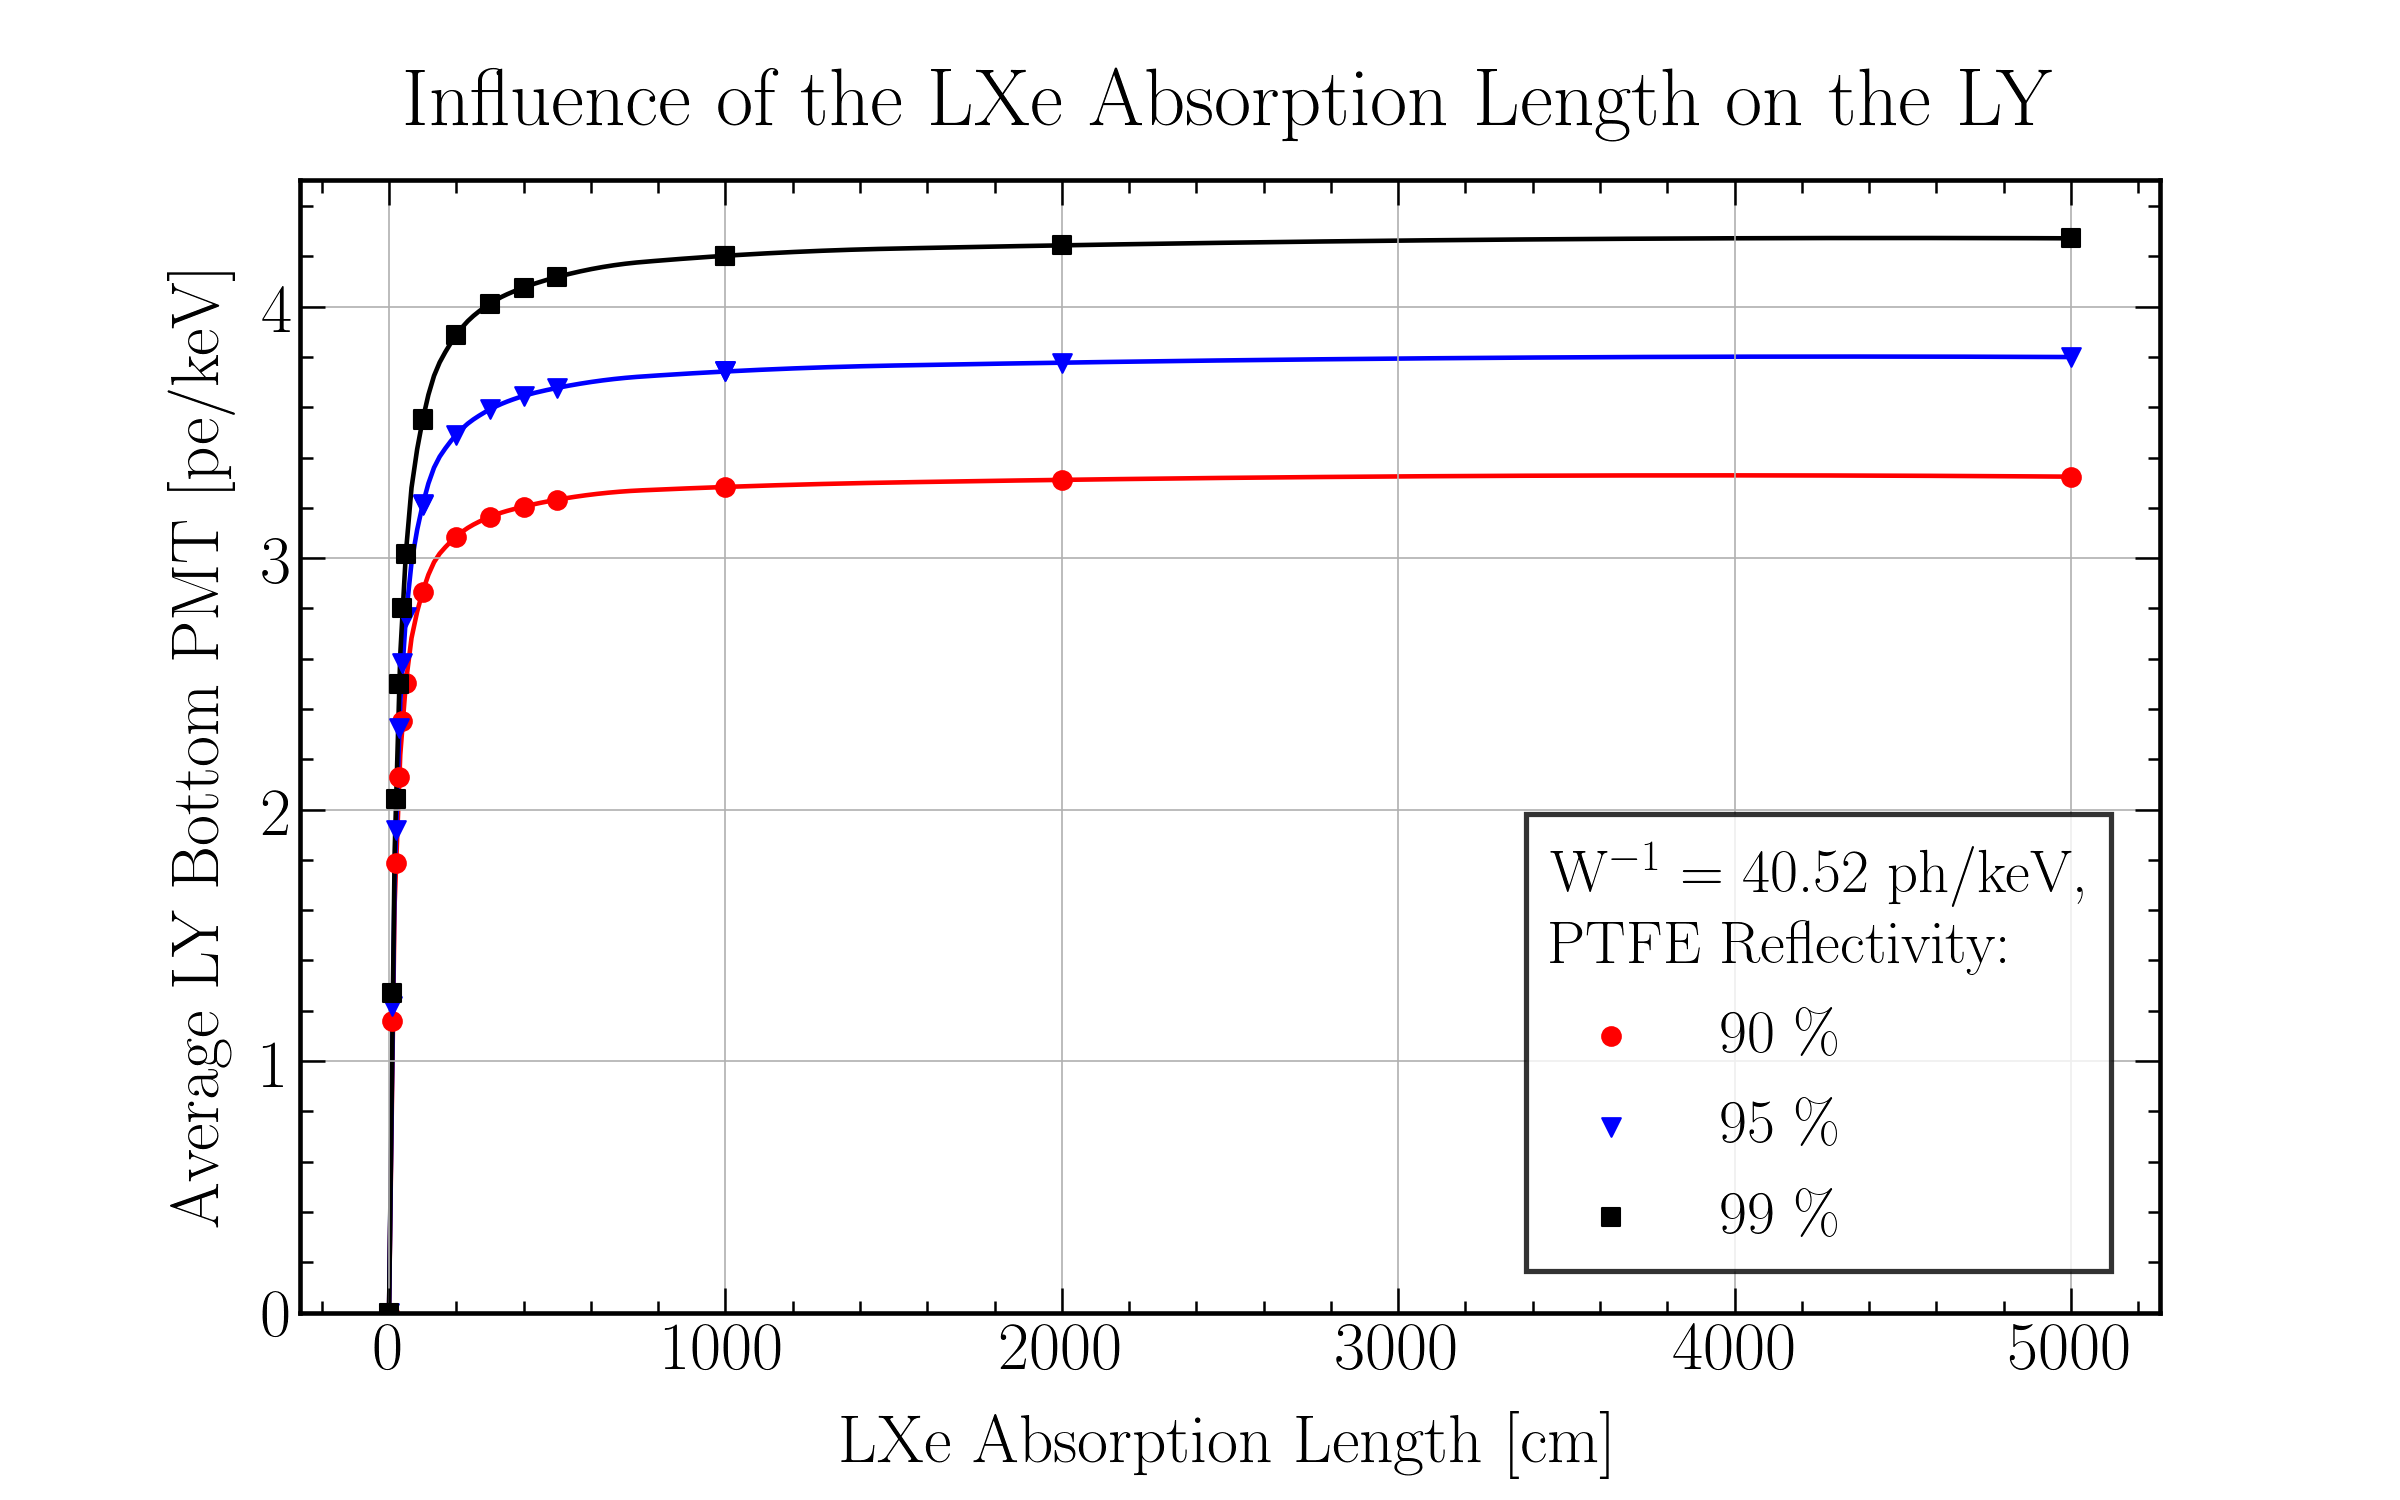 Influence of the LXe Absorption Length on the LY
Average LY Bottom PMT [pe/keV]
4
3
2
1
0
0 1000 2000 3000 4000 5000
LXe Absorption Length [cm]
W⁻¹ = 40.52 ph/keV,
PTFE Reflectivity:
90 %
95 %
99 %